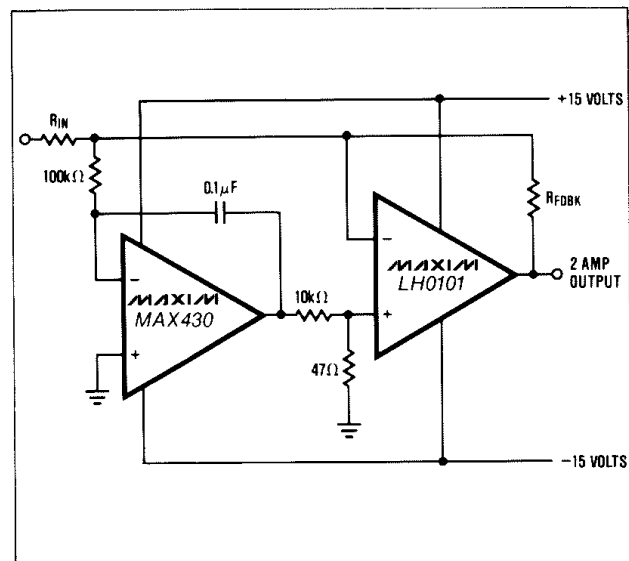 +15 VOLTS
RIN
100kΩ
0.1µF
RFDBK
−
MAXIM
MAX430
+
10kΩ
47Ω
−
MAXIM
LH0101
+
2 AMP
OUTPUT
−15 VOLTS